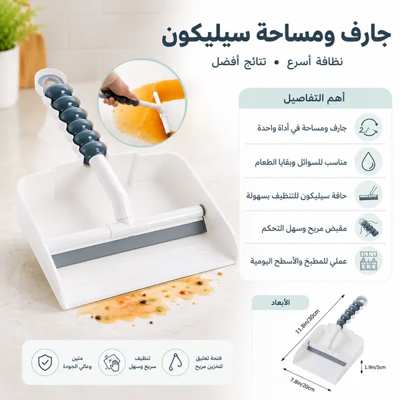 جارف ومساحة سيليكون
نظافة أسرع • نتائج أفضل
أهم التفاصيل
جارف ومساحة في أداة واحدة
مناسب للسوائل وبقايا الطعام
حافة سيليكون للتنظيف بسهولة
مقبض مريح وسهل التحكم
عملي للمطبخ والأسطح اليومية
الأبعاد
11.8in/30cm
1.9in/5cm
7.8in/20cm
فتحة تعليق
لتخزين مريح
تنظيف
سريع وسهل
متين
وعالي الجودة